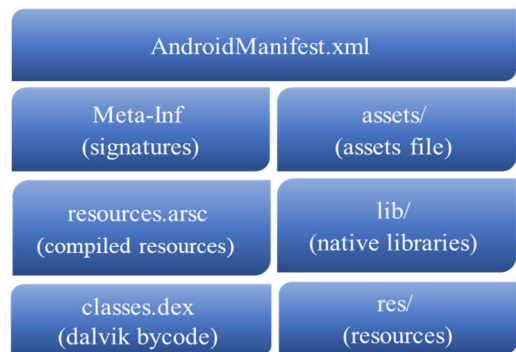 AndroidManifest.xml
Meta-Inf
(signatures)
assets/
(assets file)
resources.arsc
(compiled resources)
lib/
(native libraries)
classes.dex
(dalvik bycode)
res/
(resources)